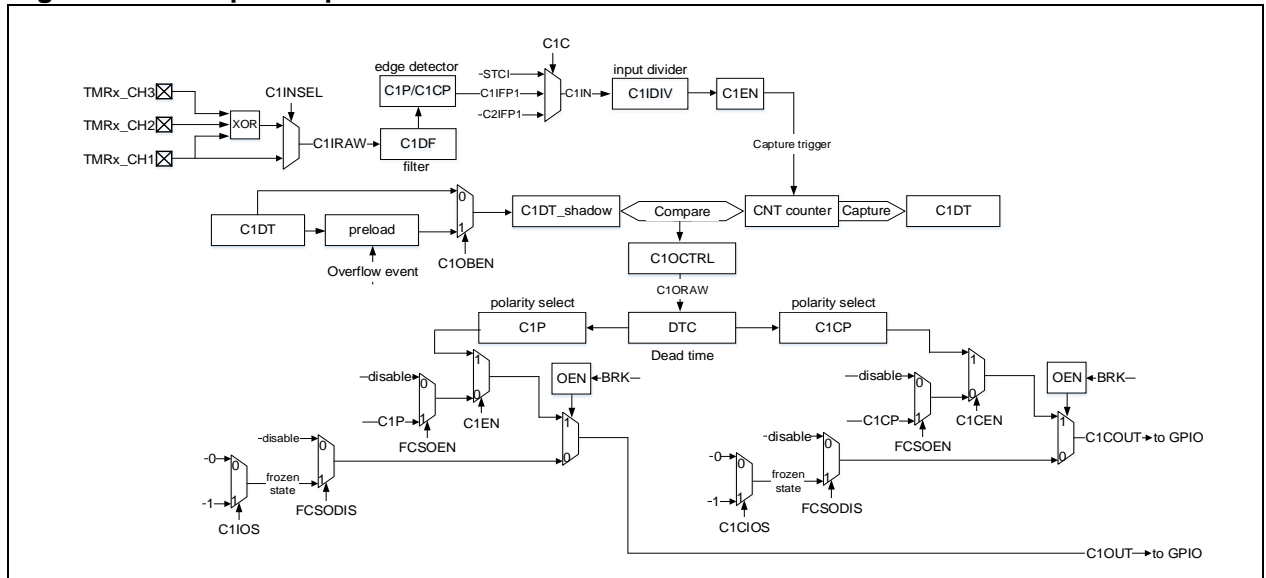 C1C
edge detector
input divider
TMRx_CH3
C1INSEL
C1P/C1CP
-STCI
C1IFP1
-C2IFP1
C1IN
C1IDIV
C1EN
TMRx_CH2
XOR
TMRx_CH1
C1IRAW
C1DF
filter
Capture trigger
0
C1DT
preload
1
C1DT_shadow
Compare
CNT counter
Capture
C1DT
Overflow event
C1OBEN
C1OCTRL
C1ORAW
polarity select
polarity select
C1P
DTC
C1CP
Dead time
disable
0
1
0
OEN
BRK
C1P
1
C1EN
FCSOEN
1
0
disable
0
1
0
OEN
BRK
C1CP
1
C1CEN
FCSOEN
1
0
C1COUT
to GPIO
-disable
0
-0
0
frozen
state
1
-1
1
FCSODIS
C1IOS
-disable
0
-0
0
frozen
state
1
-1
1
FCSODIS
C1CIOS
C1OUT
to GPIO